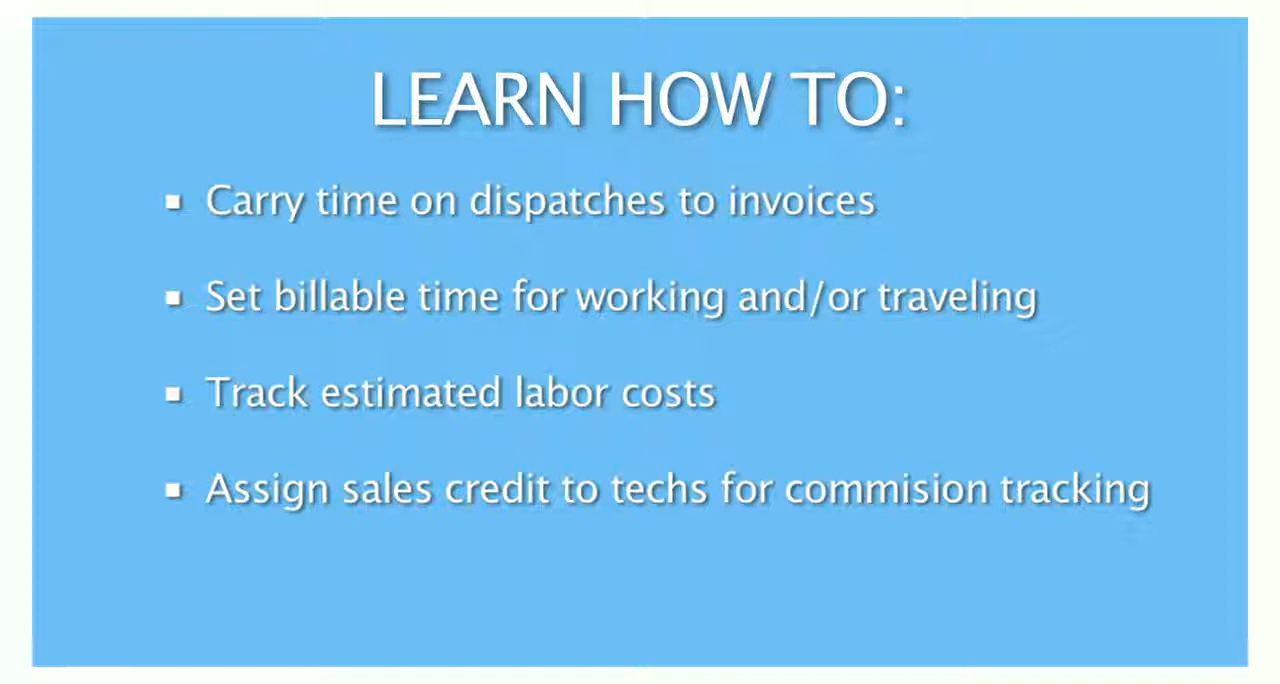 LEARN HOW TO:
▪ Carry time on dispatches to invoices
▪ Set billable time for working and/or traveling
▪ Track estimated labor costs
▪ Assign sales credit to techs for commision tracking